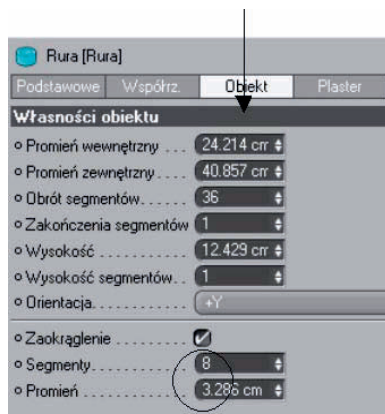 Rura [Rura]
Podstawowe Współrz. Obiekt Plaster
Własności obiektu
Promień wewnętrzny . . . . 24.214 cm
Promień zewnętrzny. . . . . 40.857 cm
Obrót segmentów. . . . . . 36
Zakończenia segmentów 1
Wysokość . . . . . . . . . . . 12.429 cm
Wysokość segmentów. . 1
Orientacja. . . . . . . . . . . . +Y
Zaokrąglenie . . . . . . . . .
Segmenty. . . . . . . . . . . . 8
Promień . . . . . . . . . . . . . 3.286 cm